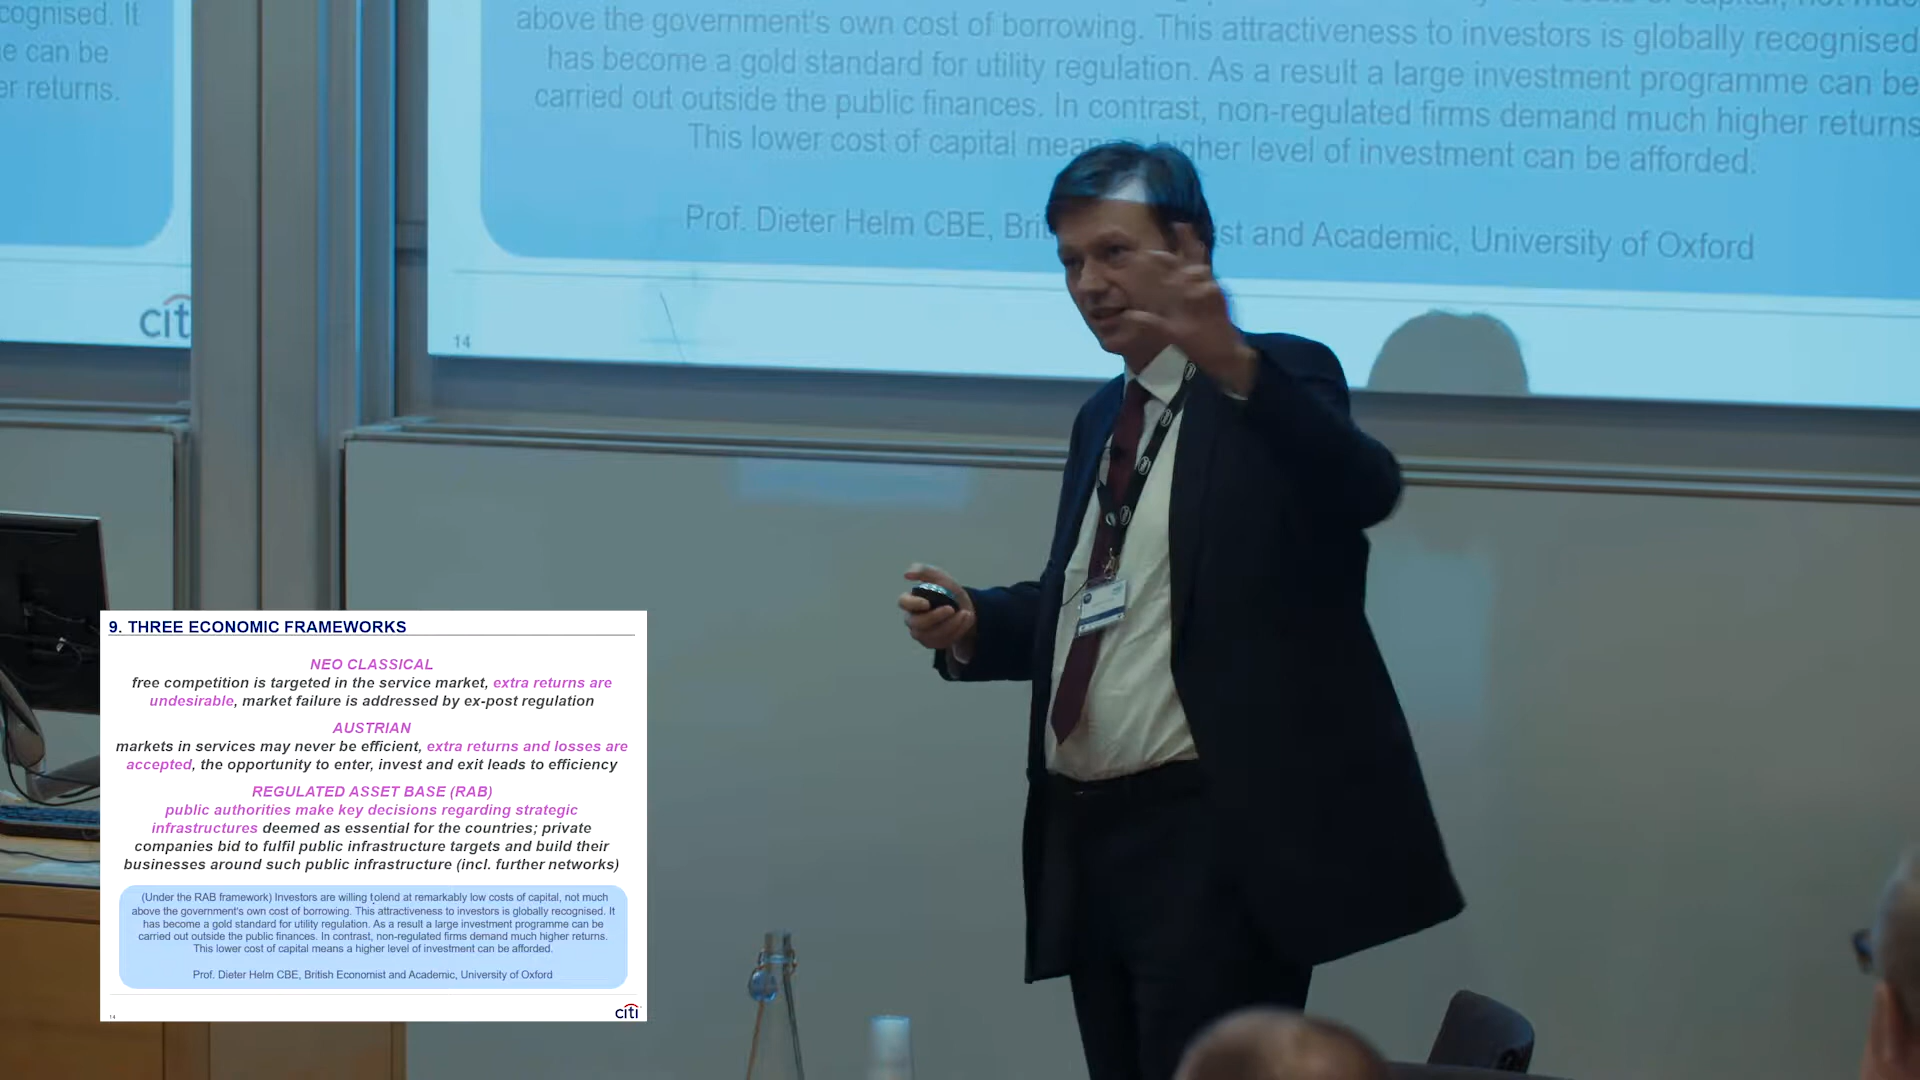 cognised. It
e can be
er returns.
citi
above the government's own cost of borrowing. This attractiveness to investors is globally recognised
has become a gold standard for utility regulation. As a result a large investment programme can be
carried out outside the public finances. In contrast, non-regulated firms demand much higher returns
This lower cost of capital means higher level of investment can be afforded.
Prof. Dieter Helm CBE, Bri st and Academic, University of Oxford
14
9. THREE ECONOMIC FRAMEWORKS
NEO CLASSICAL
free competition is targeted in the service market, extra returns are
undesirable, market failure is addressed by ex-post regulation
AUSTRIAN
markets in services may never be efficient, extra returns and losses are
accepted, the opportunity to enter, invest and exit leads to efficiency
REGULATED ASSET BASE (RAB)
public authorities make key decisions regarding strategic
infrastructures deemed as essential for the countries; private
companies bid to fulfil public infrastructure targets and build their
businesses around such public infrastructure (incl. further networks)
(Under the RAB framework) Investors are willing tolend at remarkably low costs of capital, not much
above the government's own cost of borrowing. This attractiveness to investors is globally recognised. It
has become a gold standard for utility regulation. As a result a large investment programme can be
carried out outside the public finances. In contrast, non-regulated firms demand much higher returns.
This lower cost of capital means a higher level of investment can be afforded.
Prof. Dieter Helm CBE, British Economist and Academic, University of Oxford
14
citi